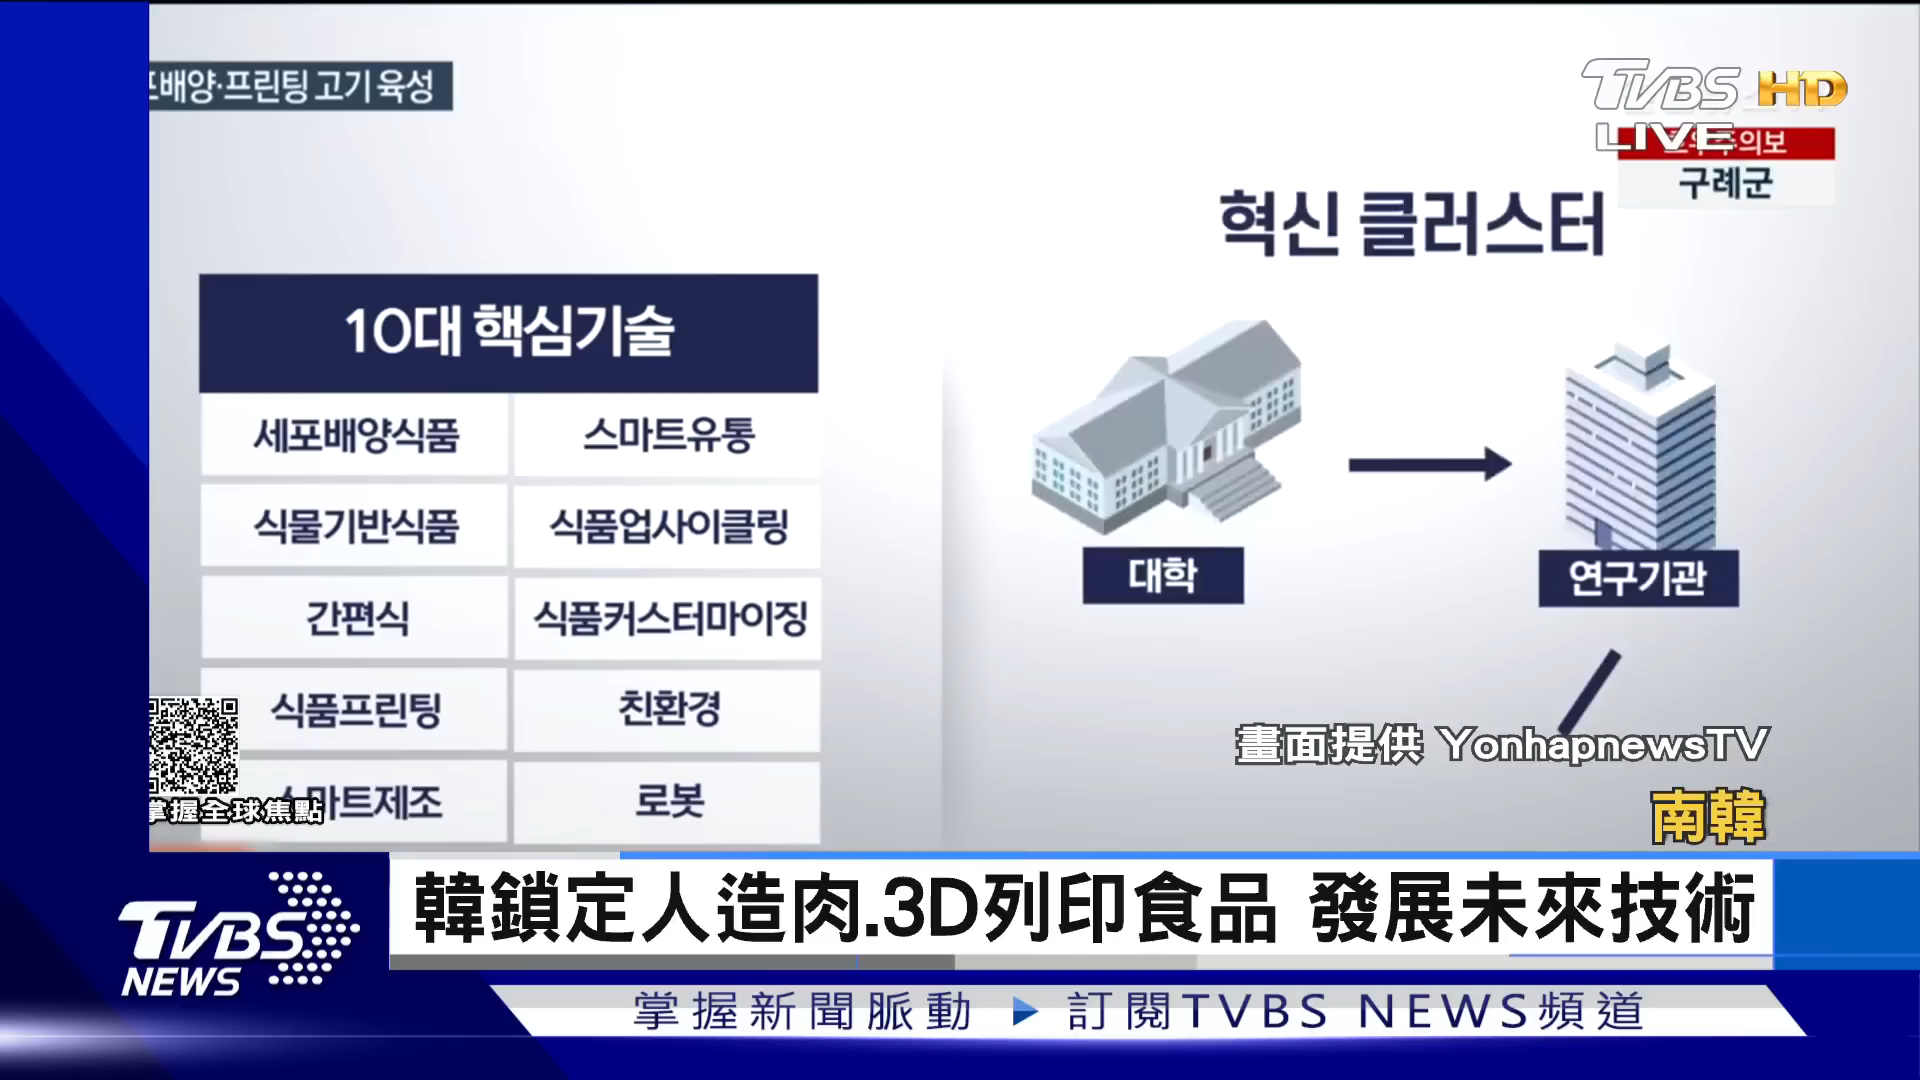 배양·프린팅 고기 육성
TVBS HD
LIVE
주의보
구례군
혁신 클러스터
10대 핵심기술
세포배양식품 스마트유통
식물기반식품 식품업사이클링
간편식 식품커스터마이징
식품프린팅 친환경
마트제조 로봇
대학
연구기관
掌握全球焦點
畫面提供 YonhapnewsTV
南韓
TVBS NEWS
韓鎖定人造肉.3D列印食品 發展未來技術
掌握新聞脈動 ▶ 訂閱TVBS NEWS頻道